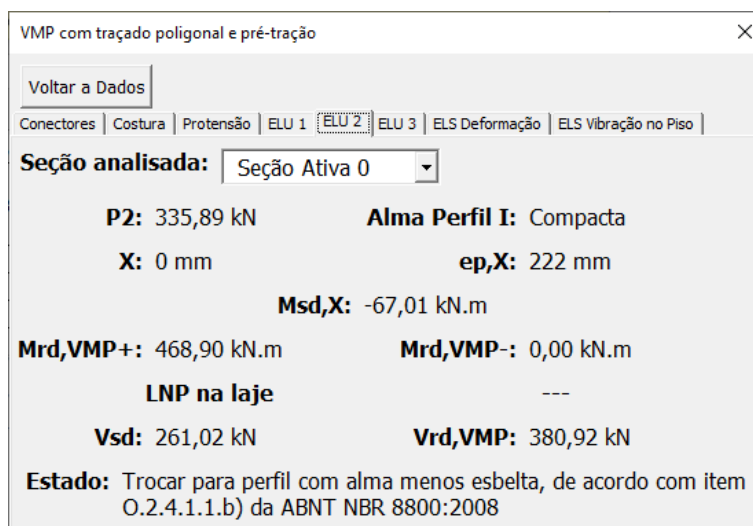 VMP com traçado poligonal e pré-tração
Voltar a Dados
Conectores Costura Protensão ELU 1 ELU 2 ELU 3 ELS Deformação ELS Vibração no Piso
Seção analisada: Seção Ativa 0
P2: 335,89 kN Alma Perfil I: Compacta
X: 0 mm ep,X: 222 mm
Msd,X: -67,01 kN.m
Mrd,VMP+: 468,90 kN.m Mrd,VMP-: 0,00 kN.m
LNP na laje ---
Vsd: 261,02 kN Vrd,VMP: 380,92 kN
Estado: Trocar para perfil com alma menos esbelta, de acordo com item
O.2.4.1.1.b) da ABNT NBR 8800:2008